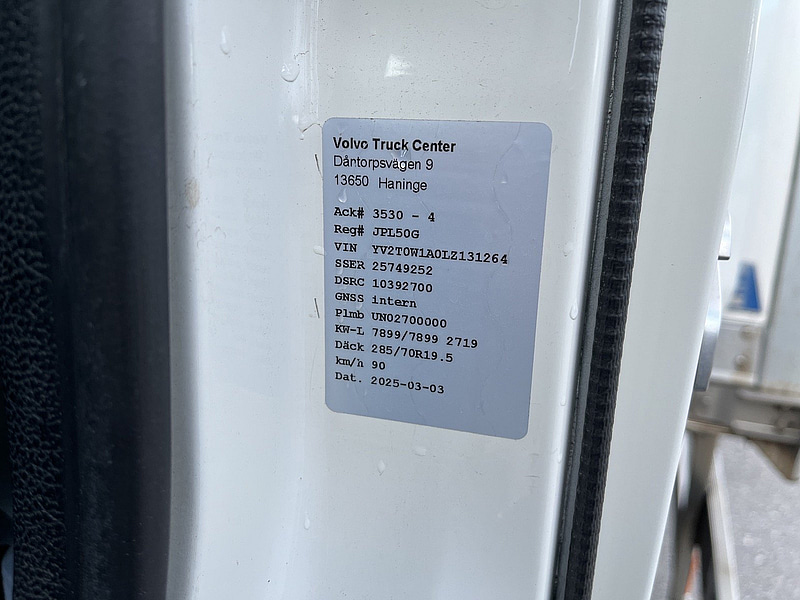 Volvo Truck Center
Dåntorpsvägen 9
13650 Haninge
Ack# 3530 - 4
Reg# JPL50G
VIN YV2T0W1A0LZ131264
SSER 25749252
DSRC 10392700
GNSS intern
Plmb UN02700000
KW-L 7899/7899 2719
Däck 285/70R19.5
km/h 90
Dat. 2025-03-03